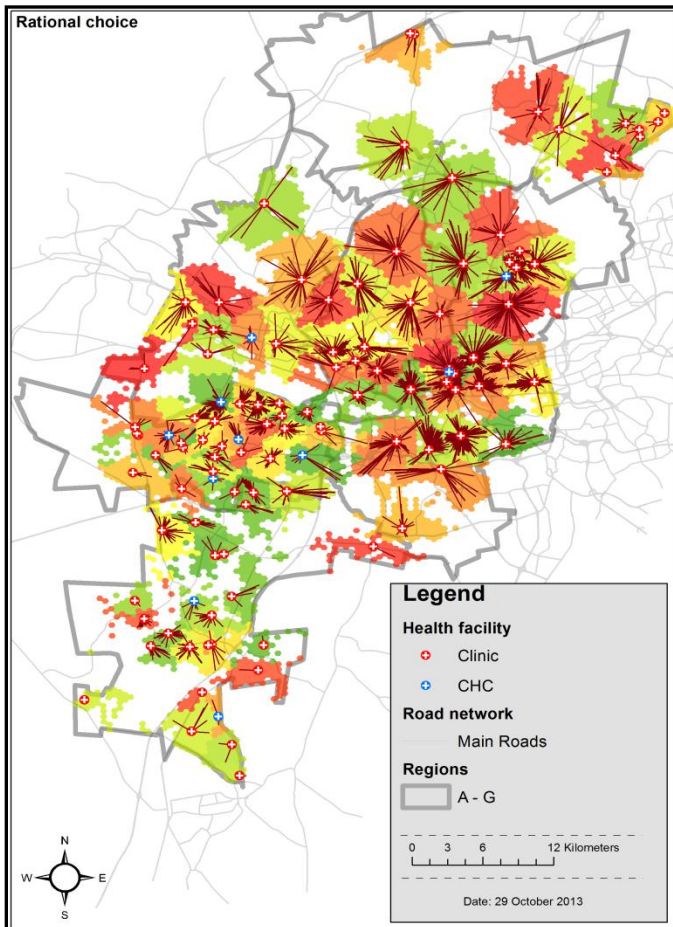 Rational choice
Legend
Health facility
Clinic
CHC
Road network
Main Roads
Regions
A - G
0 3 6 12 Kilometers
Date: 29 October 2013
N
W E
S